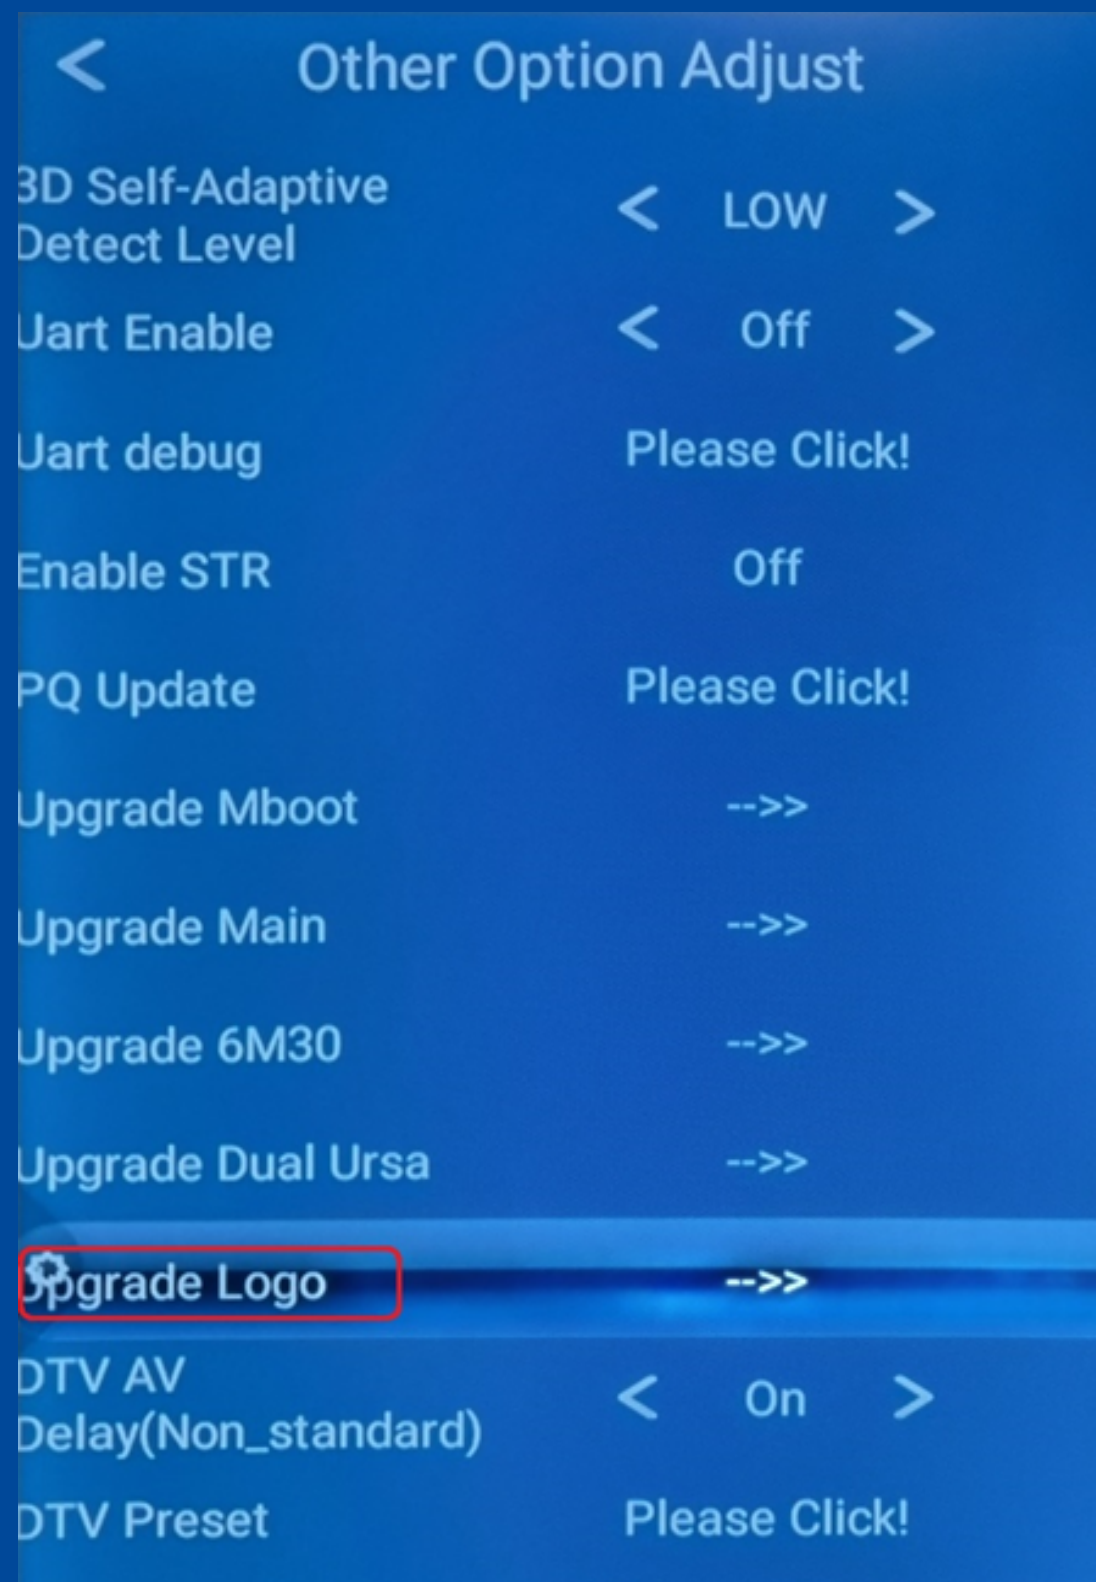 < Other Option Adjust
3D Self-Adaptive
Detect Level < LOW >
Uart Enable < Off >
Uart debug Please Click!
Enable STR Off
PQ Update Please Click!
Upgrade Mboot -->>
Upgrade Main -->>
Upgrade 6M30 -->>
Upgrade Dual Ursa -->>
Upgrade Logo -->>
DTV AV
Delay(Non_standard) < On >
DTV Preset Please Click!